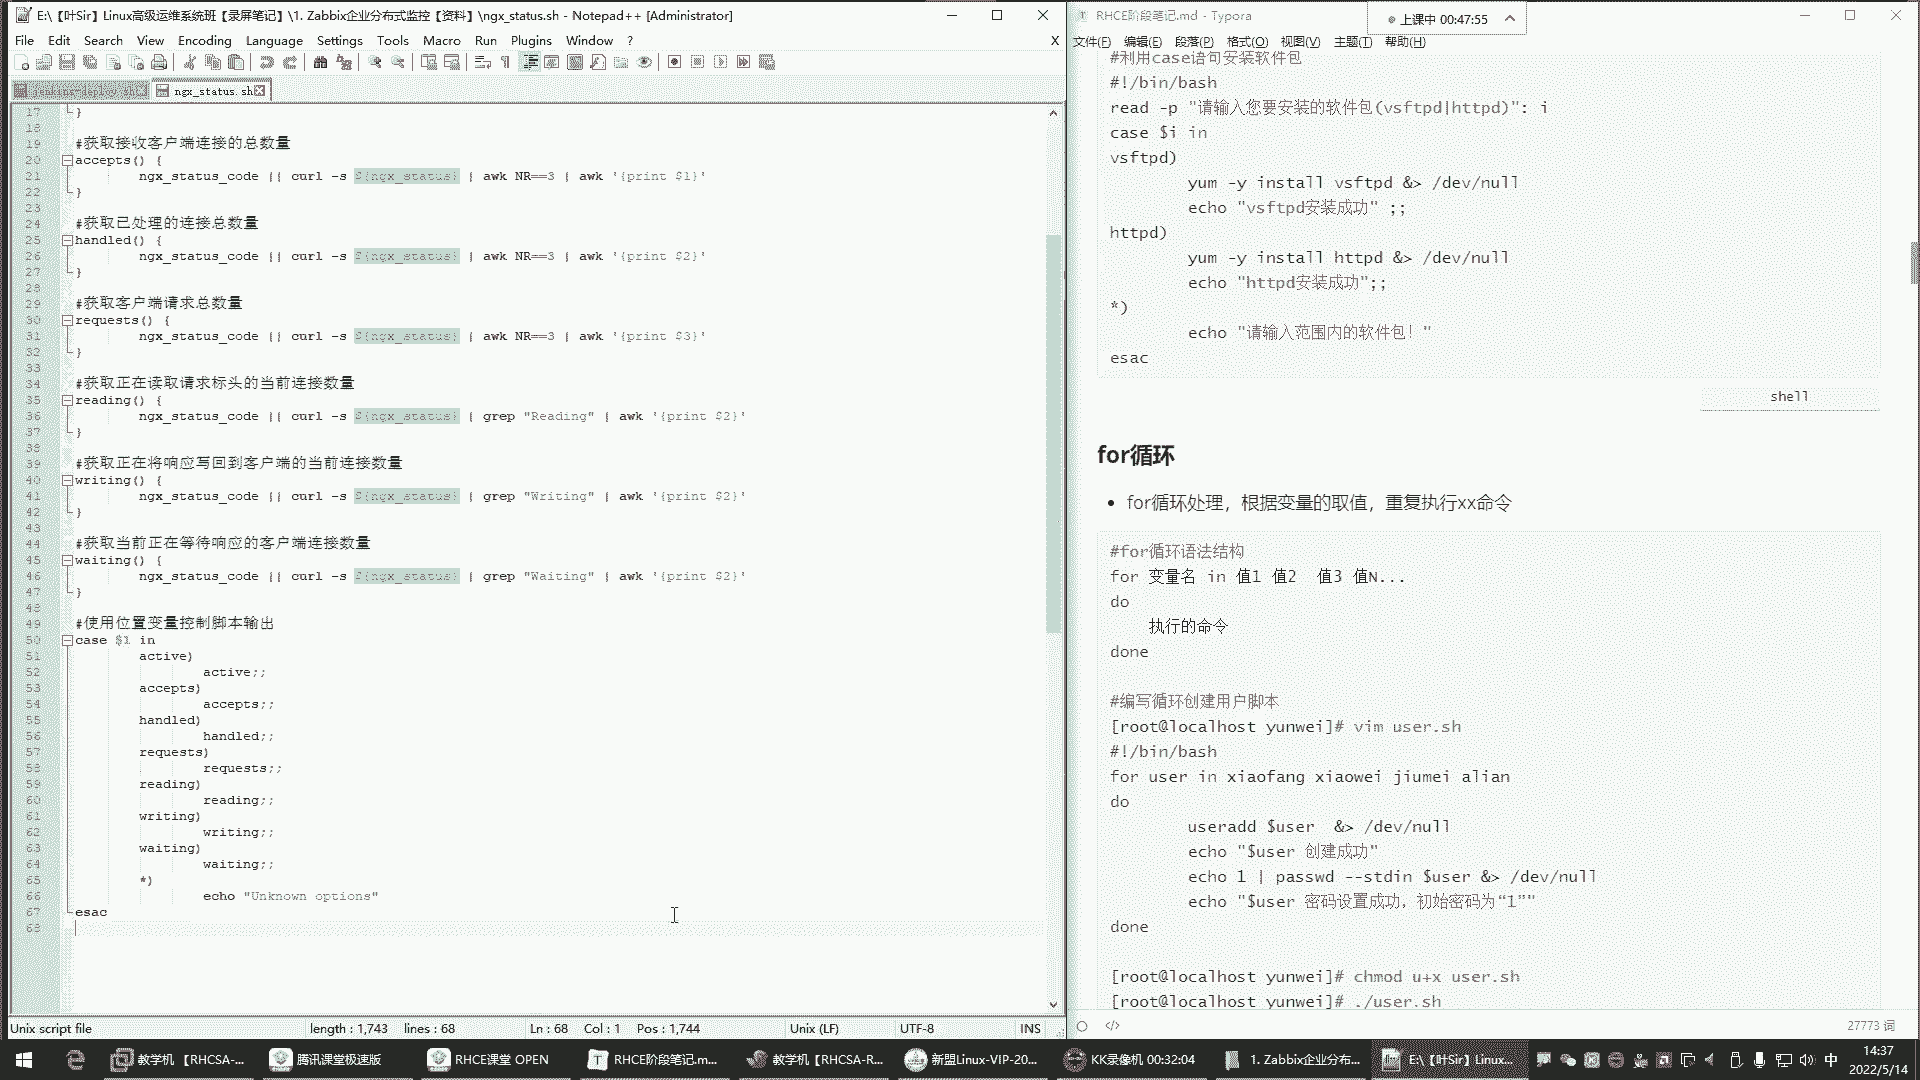 E:\【叶Sir】Linux高级运维系统班【录屏笔记】\1. Zabbix企业分布式监控【资料】\ngx_status.sh - Notepad++ [Administrator]
File Edit Search View Encoding Language Settings Tools Macro Run Plugins Window ? X
jenkins-deploy.sh ngx_status.sh
17 }
18
19 #获取接收客户端连接的总数量
20 accepts() {
21 ngx_status_code || curl -s ${ngx_status} | awk NR==3 | awk '{print $1}'
22 }
23
24 #获取已处理的连接总数量
25 handled() {
26 ngx_status_code || curl -s ${ngx_status} | awk NR==3 | awk '{print $2}'
27 }
28
29 #获取客户端请求总数量
30 requests() {
31 ngx_status_code || curl -s ${ngx_status} | awk NR==3 | awk '{print $3}'
32 }
33
34 #获取正在读取请求标头的当前连接数量
35 reading() {
36 ngx_status_code || curl -s ${ngx_status} | grep "Reading" | awk '{print $2}'
37 }
38
39 #获取正在将响应写回到客户端的当前连接数量
40 writing() {
41 ngx_status_code || curl -s ${ngx_status} | grep "Writing" | awk '{print $2}'
42 }
43
44 #获取当前正在等待响应的客户端连接数量
45 waiting() {
46 ngx_status_code || curl -s ${ngx_status} | grep "Waiting" | awk '{print $2}'
47 }
48
49 #使用位置变量控制脚本输出
50 case $1 in
51 active)
52 active;;
53 accepts)
54 accepts;;
55 handled)
56 handled;;
57 requests)
58 requests;;
59 reading)
60 reading;;
61 writing)
62 writing;;
63 waiting)
64 waiting;;
65 *)
66 echo "Unknown options"
67 esac
68
Unix script file length : 1,743 lines : 68 Ln : 68 Col : 1 Pos : 1,744 Unix (LF) UTF-8 INS
RHCE阶段笔记.md - Typora
上课中 00:47:55
文件(F) 编辑(E) 段落(P) 格式(O) 视图(V) 主题(T) 帮助(H)
#利用case语句安装软件包
#!/bin/bash
read -p "请输入您要安装的软件包(vsftpd|httpd)": i
case $i in
vsftpd)
yum -y install vsftpd &> /dev/null
echo "vsftpd安装成功" ;;
httpd)
yum -y install httpd &> /dev/null
echo "httpd安装成功";;
*)
echo "请输入范围内的软件包！"
esac
shell
for循环
• for循环处理，根据变量的取值，重复执行xx命令
#for循环语法结构
for 变量名 in 值1 值2 值3 值N...
do
执行的命令
done
#编写循环创建用户脚本
[root@localhost yunwei]# vim user.sh
#!/bin/bash
for user in xiaofang xiaowei jiumei alian
do
useradd $user &> /dev/null
echo "$user 创建成功"
echo 1 | passwd --stdin $user &> /dev/null
echo "$user 密码设置成功，初始密码为“1”"
done
[root@localhost yunwei]# chmod u+x user.sh
[root@localhost yunwei]# ./user.sh
</> 27773 词
教学机【RHCSA-... 腾讯课堂极速版 RHCE课堂 OPEN RHCE阶段笔记.m... 教学机【RHCSA-R... 新盟Linux-VIP-20... KK录像机 00:32:04 1. Zabbix企业分布... E:\【叶Sir】Linux... 中 14:37
2022/5/14